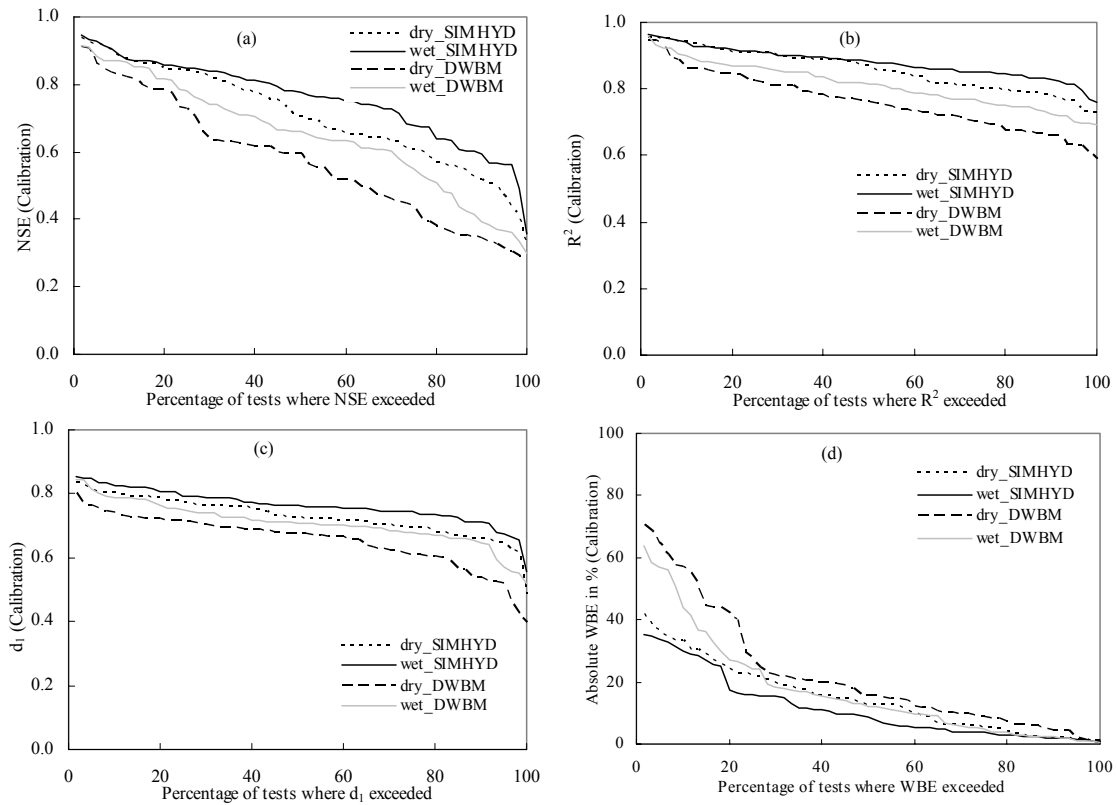 (a)
dry_SIMHYD
wet_SIMHYD
dry_DWBM
wet_DWBM
NSE (Calibration)
1.0
0.8
0.6
0.4
0.2
0.0
0 20 40 60 80 100
Percentage of tests where NSE exceeded
(b)
dry_SIMHYD
wet_SIMHYD
dry_DWBM
wet_DWBM
R² (Calibration)
1.0
0.8
0.6
0.4
0.2
0.0
0 20 40 60 80 100
Percentage of tests where R² exceeded
(c)
dry_SIMHYD
wet_SIMHYD
dry_DWBM
wet_DWBM
d₁ (Calibration)
1.0
0.8
0.6
0.4
0.2
0.0
0 20 40 60 80 100
Percentage of tests where d₁ exceeded
(d)
dry_SIMHYD
wet_SIMHYD
dry_DWBM
wet_DWBM
Absolute WBE in % (Calibration)
100
80
60
40
20
0
0 20 40 60 80 100
Percentage of tests where WBE exceeded